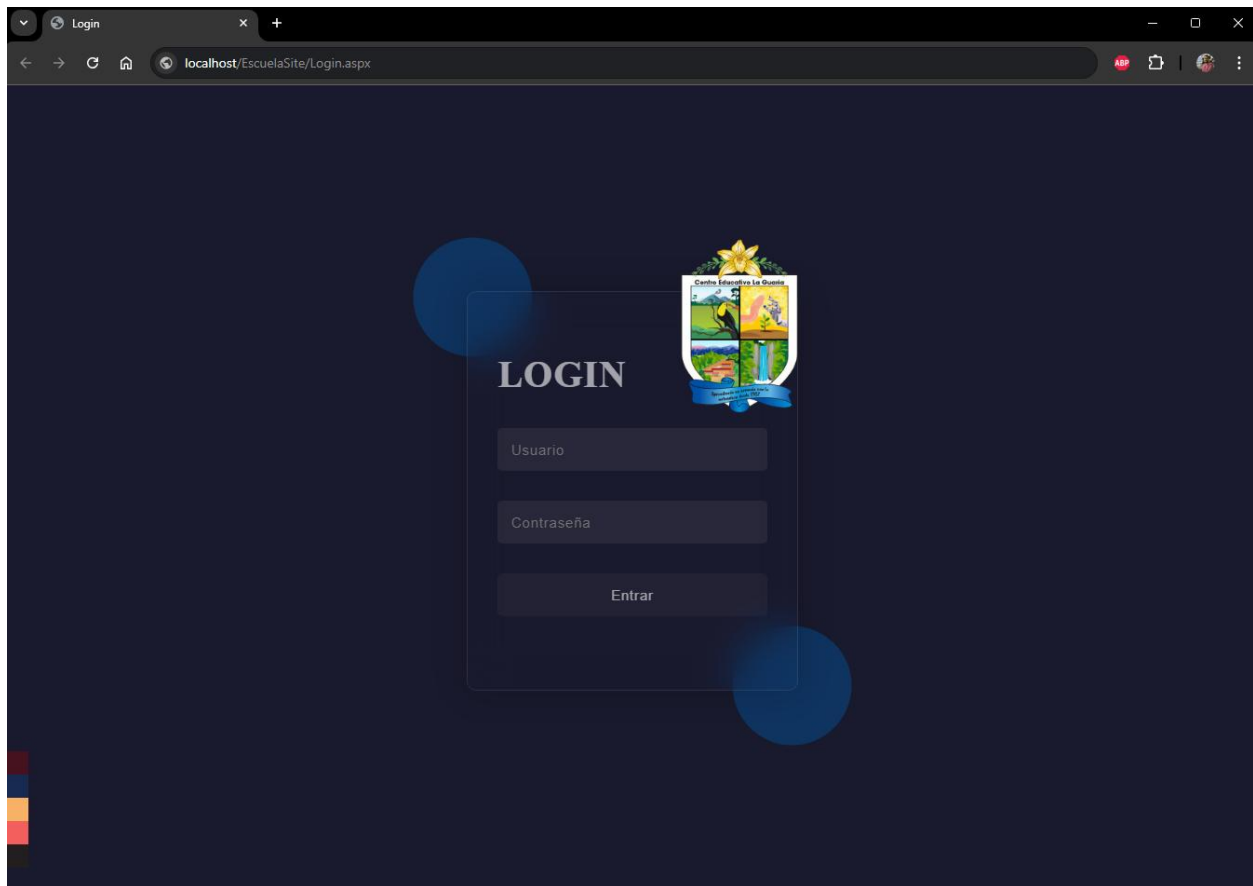 Login
localhost/EscuelaSite/Login.aspx
ABP
Centro Educativo La Guaria
LOGIN
Usuario
Contraseña
Entrar